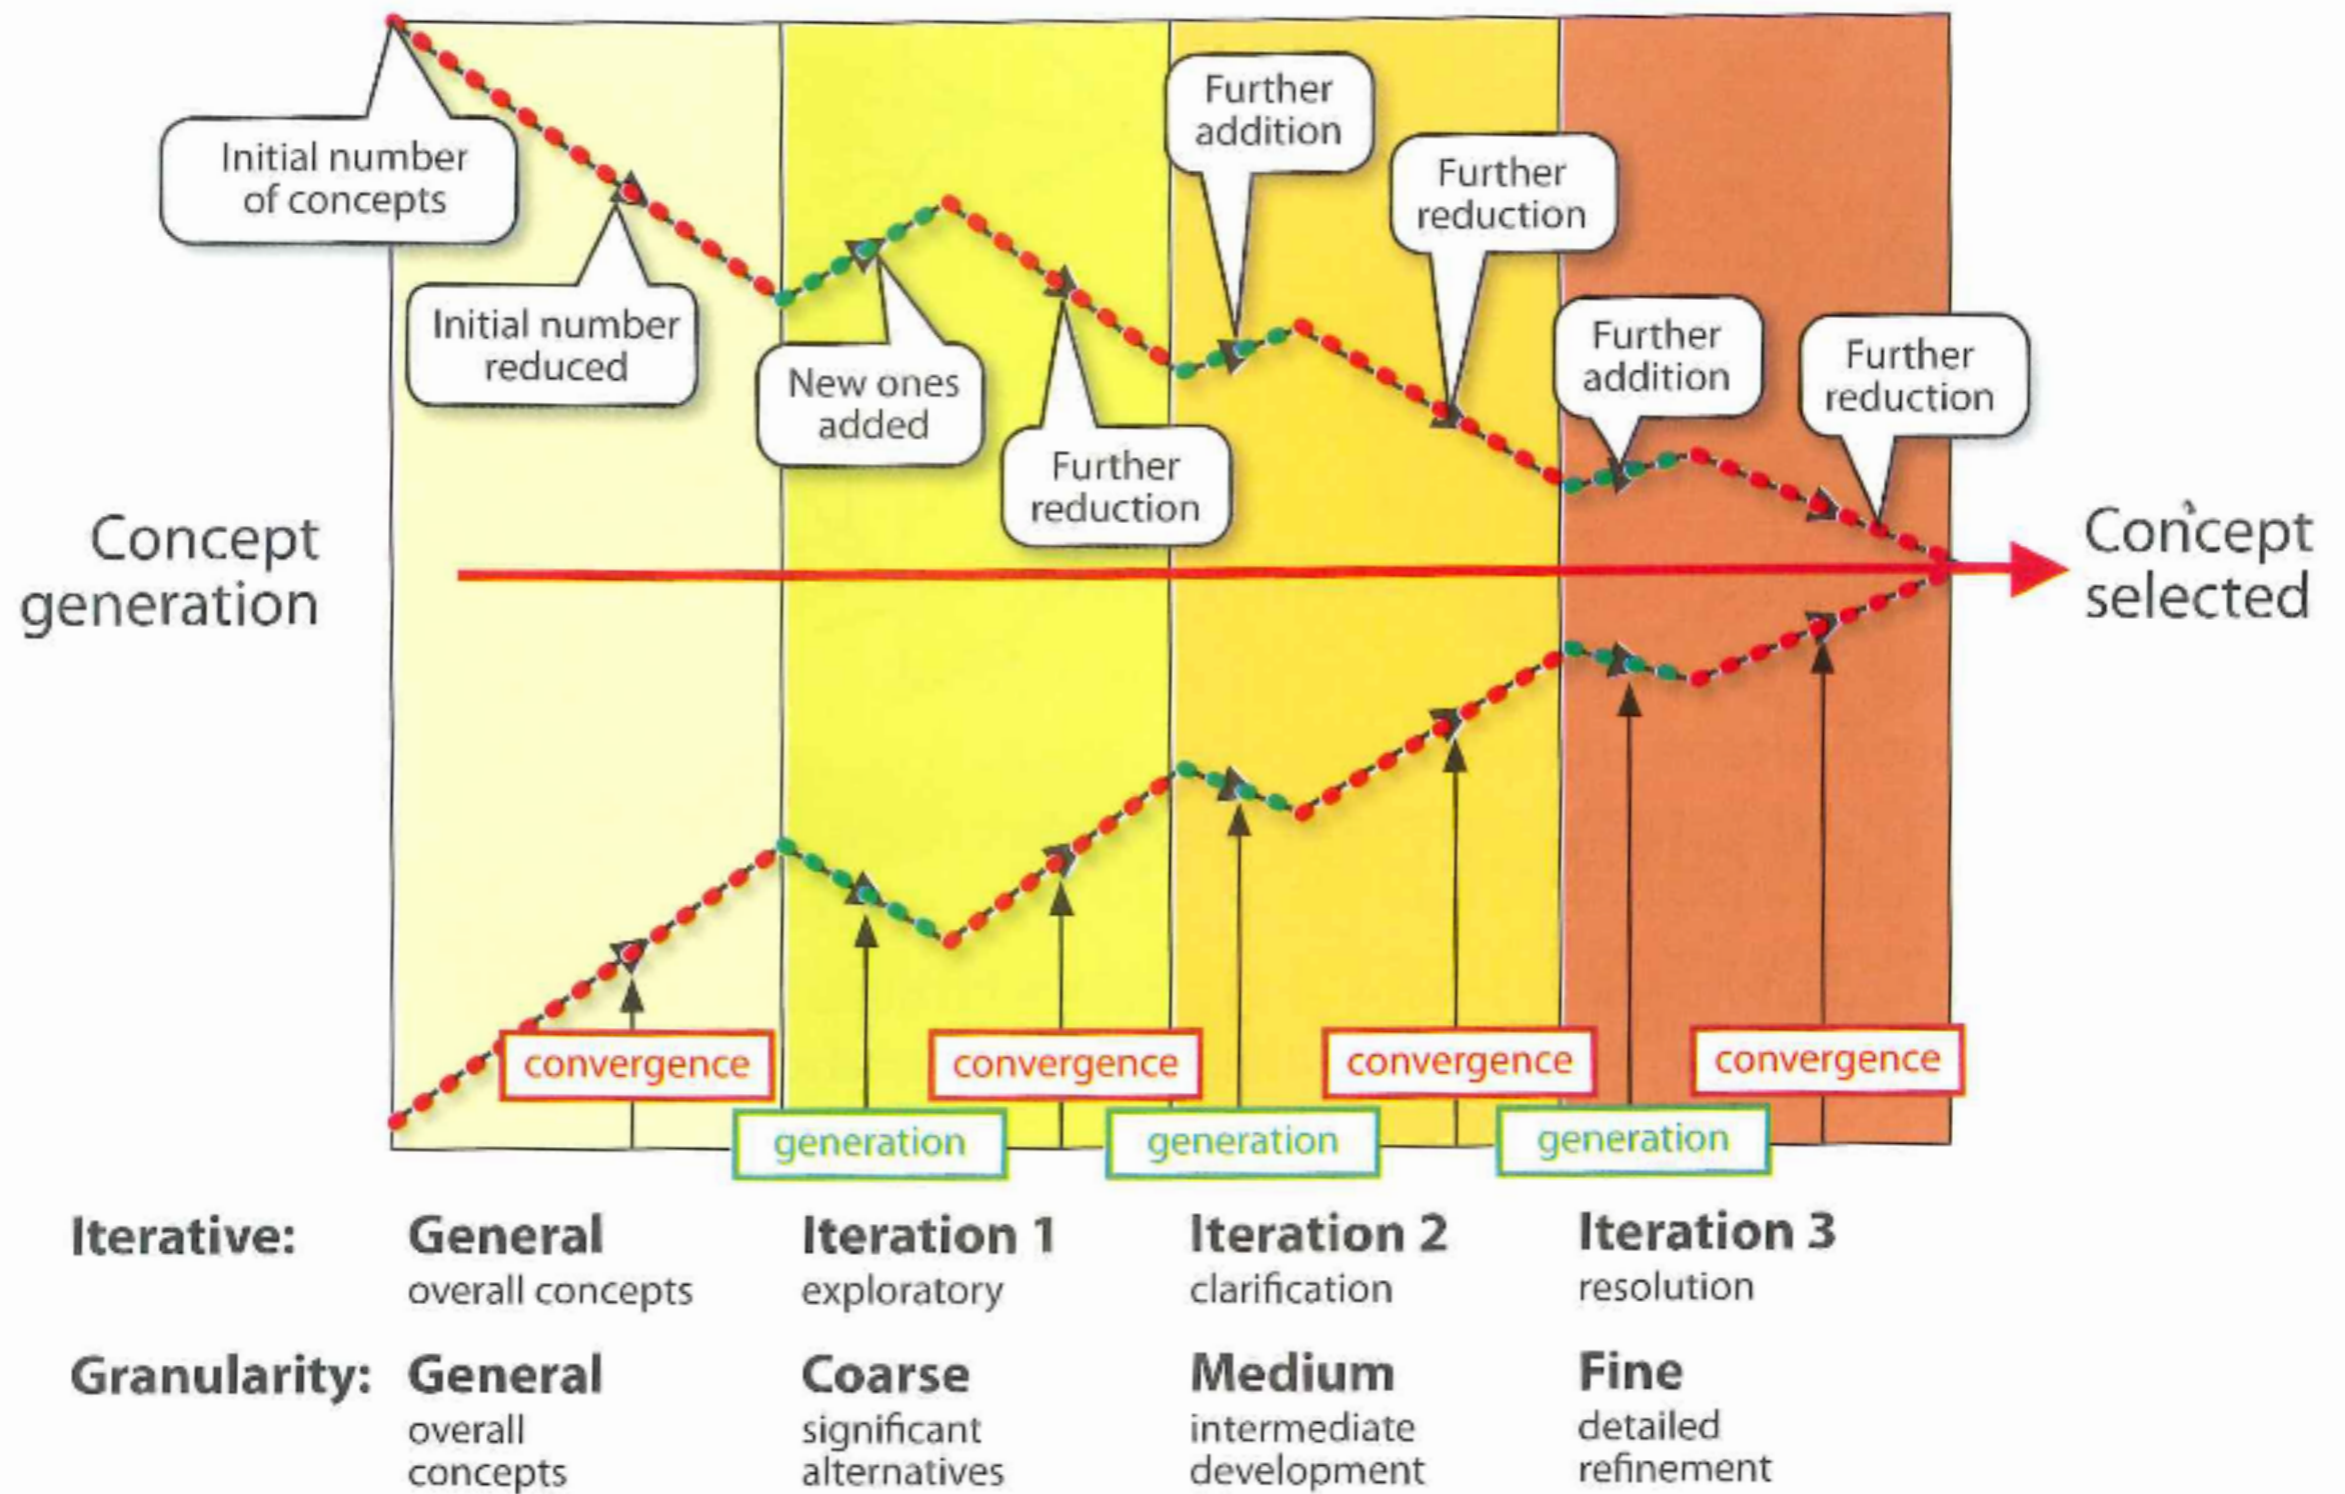 Initial number
of concepts
Initial number
reduced
New ones
added
Further
reduction
Further
addition
Further
reduction
Further
addition
Further
reduction
Concept
generation
Concept
selected
convergence
convergence
convergence
convergence
generation
generation
generation
Iterative: General Iteration 1 Iteration 2 Iteration 3
overall concepts exploratory clarification resolution
Granularity: General Coarse Medium Fine
overall significant intermediate detailed
concepts alternatives development refinement